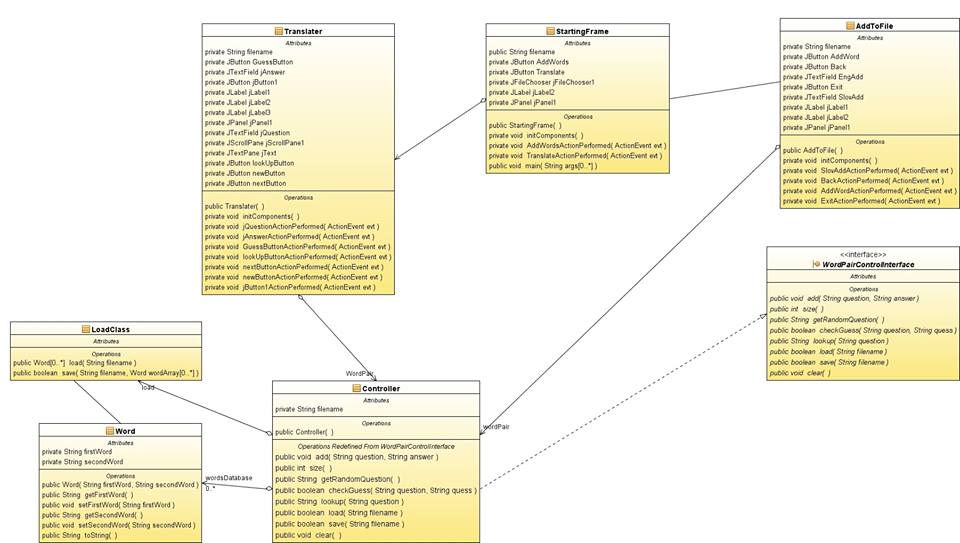 Translater
Attributes
private String filename
private JButton GuessButton
private JTextField jAnswer
private JButton jButton1
private JLabel jLabel1
private JLabel jLabel2
private JLabel jLabel3
private JPanel jPanel1
private JTextField jQuestion
private JScrollPane jScrollPane1
private JTextPane jText
private JButton lookUpButton
private JButton newButton
private JButton nextButton
Operations
public Translater( )
private void initComponents( )
private void jQuestionActionPerformed( ActionEvent evt )
private void jAnswerActionPerformed( ActionEvent evt )
private void GuessButtonActionPerformed( ActionEvent evt )
private void lookUpButtonActionPerformed( ActionEvent evt )
private void nextButtonActionPerformed( ActionEvent evt )
private void newButtonActionPerformed( ActionEvent evt )
private void jButton1ActionPerformed( ActionEvent evt )
StartingFrame
Attributes
public String filename
private JButton AddWords
private JButton Translate
private JFileChooser jFileChooser1
private JLabel jLabel2
private JPanel jPanel1
Operations
public StartingFrame( )
private void initComponents( )
private void AddWordsActionPerformed( ActionEvent evt )
private void TranslateActionPerformed( ActionEvent evt )
public void main( String args[0..*] )
AddToFile
Attributes
private String filename
private JButton AddWord
private JButton Back
private JTextField EngAdd
private JButton Exit
private JTextField SlovAdd
private JLabel jLabel1
private JLabel jLabel2
private JPanel jPanel1
Operations
public AddToFile( )
private void initComponents( )
private void SlovAddActionPerformed( ActionEvent evt )
private void BackActionPerformed( ActionEvent evt )
private void AddWordActionPerformed( ActionEvent evt )
private void ExitActionPerformed( ActionEvent evt )
<<interface>>
WordPairControlInterface
Attributes
Operations
public void add( String question, String answer )
public int size( )
public String getRandomQuestion( )
public boolean checkGuess( String question, String quess )
public String lookup( String question )
public boolean load( String filename )
public boolean save( String filename )
public void clear( )
LoadClass
Attributes
Operations
public Word[0..*] load( String filename )
public boolean save( String filename, Word wordArray[0..*] )
load
WordPair
wordPair
Controller
Attributes
private String filename
Operations
public Controller( )
Operations Redefined From WordPairControlInterface
public void add( String question, String answer )
public int size( )
public String getRandomQuestion( )
public boolean checkGuess( String question, String quess )
public String lookup( String question )
public boolean load( String filename )
public boolean save( String filename )
public void clear( )
wordsDatabase
0..*
Word
Attributes
private String firstWord
private String secondWord
Operations
public Word( String firstWord, String secondWord )
public String getFirstWord( )
public void setFirstWord( String firstWord )
public String getSecondWord( )
public void setSecondWord( String secondWord )
public String toString( )